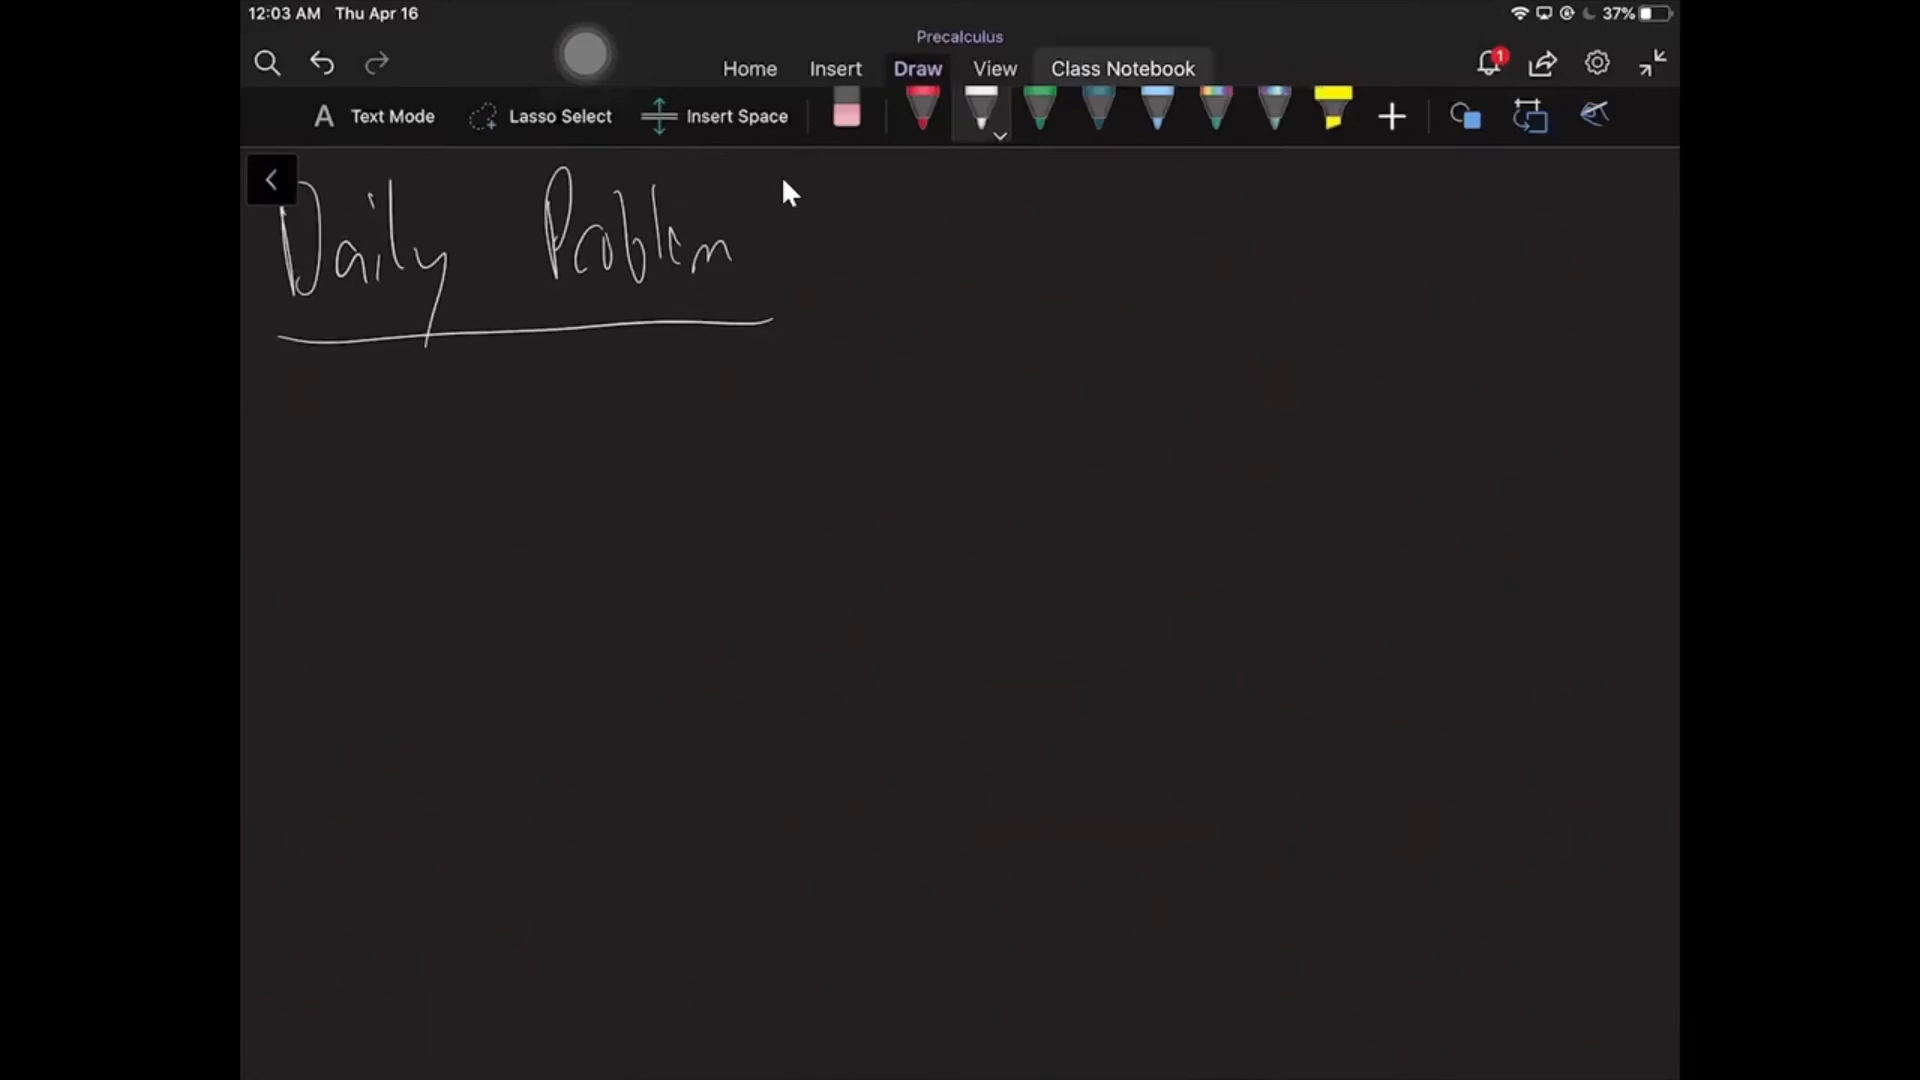 12:03 AM Thu Apr 16 37%
Precalculus
Home Insert Draw View Class Notebook 1
A Text Mode Lasso Select Insert Space
Daily Problem